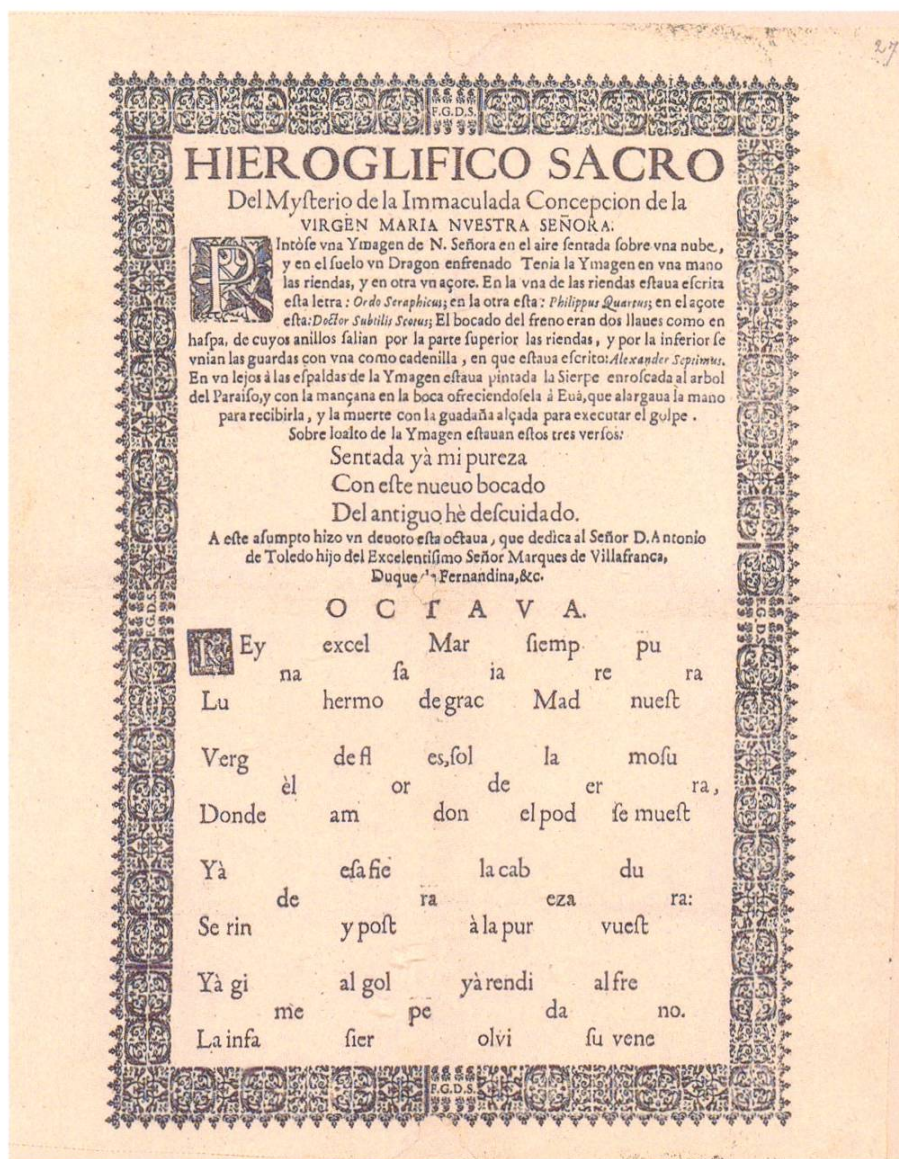 27
F.G.D.S.
HIEROGLIFICO SACRO
Del Mysterio de la Immaculada Concepcion de la
VIRGEN MARIA NVESTRA SEÑORA.
PIntòse vna Ymagen de N. Señora en el aire sentada sobre vna nube,
y en el suelo vn Dragon enfrenado Tenia la Ymagen en vna mano
las riendas, y en otra vn açote. En la vna de las riendas estaua escrita
esta letra: Ordo Seraphicus; en la otra esta: Philippus Quartus; en el açote
esta: Doctor Subtilis Scotus; El bocado del freno eran dos llaues como en
haspa, de cuyos anillos salian por la parte superior las riendas, y por la inferior se
vnian las guardas con vna como cadenilla, en que estaua escrito: Alexander Septimus.
En vn lejos à las espaldas de la Ymagen estaua pintada la Sierpe enroscada al arbol
del Paraiso, y con la mançana en la boca ofreciendosela à Euà, que alargaua la mano
para recibirla, y la muerte con la guadaña alçada para executar el golpe.
Sobre loalto de la Ymagen estauan estos tres versos:
Sentada yà mi pureza
Con este nueuo bocado
Del antiguo hè descuidado.
A este asumpto hizo vn deuoto esta octaua, que dedica al Señor D. Antonio
de Toledo hijo del Excelentisimo Señor Marques de Villafranca,
Duque de Fernandina, &c.
OCTAVA.
REy excel Mar siemp pu
na sa ia re ra
Lu hermo de grac Mad nuest
Verg de fl es, sol la mosu
èl or de er ra,
Donde am don el pod se muest
Yà esa fie la cab du
de ra eza ra:
Se rin y post à la pur vuest
Yà gi al gol yà rendi al fre
me pe da no.
La infa sier olvi su vene
F.G.D.S.
F.G.D.S.
F.G.D.S.